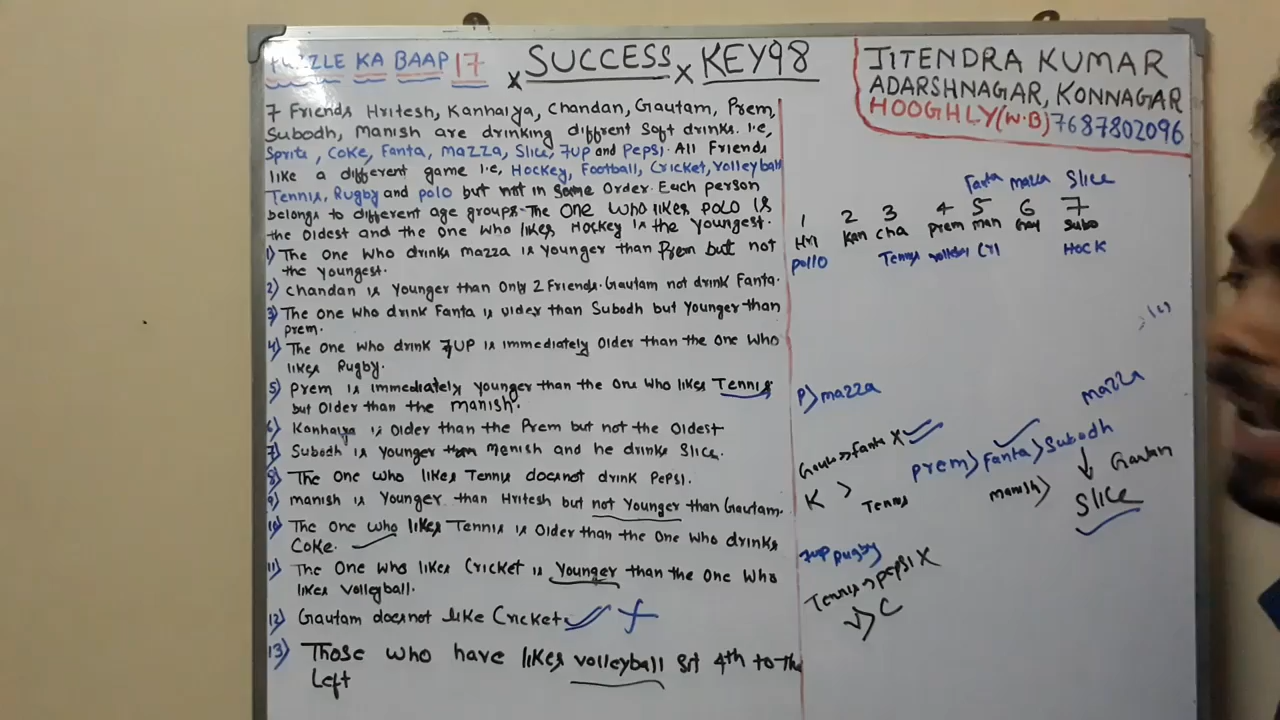 PUZZLE KA BAAP 17 x SUCCESS x KEY98
7 Friends Hritesh, Kanhaiya, Chandan, Gautam, Prem,
Subodh, Manish are drinking different Soft drinks. i.e,
Sprite, Coke, Fanta, Mazza, Slice, 7up and Pepsi. All Friends
like a different game i.e, Hockey, Football, Cricket, Volleyball
Tennis, Rugby and polo but not in Same Order. Each person
belongs to different age groups. The One who likes POLO is
the Oldest and the One who likes Hockey is the youngest.
1) The one who drinks mazza is younger than Prem but not
the youngest.
2) Chandan is younger than Only 2 Friends. Gautam not drink Fanta.
3) The one who drink Fanta is older than Subodh but younger than
Prem.
4) The One who drink 7UP is immediately Older than the One who
likes Rugby.
5) Prem is immediately younger than the One who likes Tennis
but Older than the manish.
6) Kanhaiya is Older than the Prem but not the Oldest
7) Subodh is younger than Menish and he drinks Slice.
8) The One who likes Tennis doesnot drink Pepsi.
9) manish is Younger than Hritesh but not Younger than Gautam.
10) The One who likes Tennis is Older than the One who drinks
Coke.
11) The One who likes Cricket is Younger than the One who
likes volleyball.
12) Gautam doesnot like Cricket.
13) Those who have likes volleyball sit 4th to the
Left
JITENDRA KUMAR
ADARSHNAGAR, KONNAGAR
HOOGHLY(W.B) 7687802096
Fanta mazza Slice
1 2 3 4 5 6 7
Hri Kan cha Prem man Gay Subo
pollo Tennis volley Cri HocK
P> mazza
mazza
Fanta X
prem> Fanta> Subodh
Gautam
K > Tennis manish> Slice
7up Rugby
Tennis → pepsi X
V> C